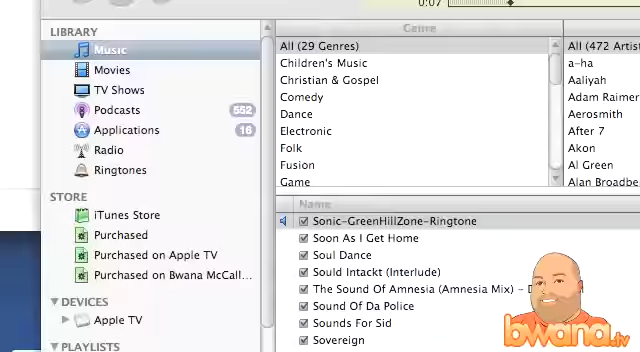 0:07
LIBRARY
Music
Movies
TV Shows
Podcasts 552
Applications 16
Radio
Ringtones
STORE
iTunes Store
Purchased
Purchased on Apple TV
Purchased on Bwana McCall...
DEVICES
Apple TV
PLAYLISTS
Genre
All (29 Genres)
Children's Music
Christian & Gospel
Comedy
Dance
Electronic
Folk
Fusion
Game
All (472 Artis
a-ha
Aaliyah
Adam Raimer
Aerosmith
After 7
Akon
Al Green
Alan Broadbe
Name
Sonic-GreenHillZone-Ringtone
Soon As I Get Home
Soul Dance
Sould Intackt (Interlude)
The Sound Of Amnesia (Amnesia Mix) -
Sound Of Da Police
Sounds For Sid
Sovereign
bwana.tv